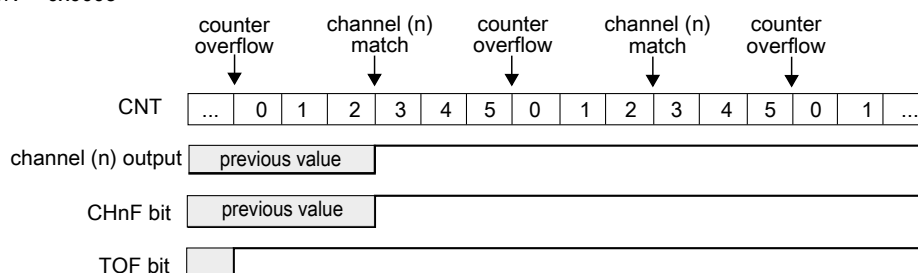 counter overflow
channel (n) match
counter overflow
channel (n) match
counter overflow
CNT ... 0 1 2 3 4 5 0 1 2 3 4 5 0 1 ...
channel (n) output previous value
CHnF bit previous value
TOF bit